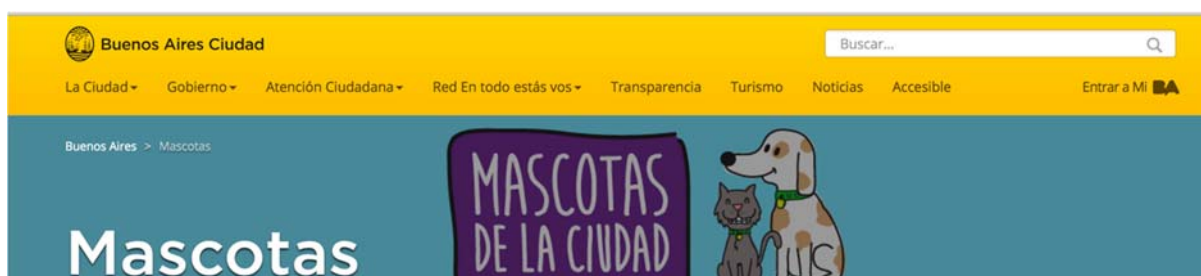 Buenos Aires Ciudad
Buscar...
La Ciudad Gobierno Atención Ciudadana Red En todo estás vos Transparencia Turismo Noticias Accesible Entrar a Mi BA
Buenos Aires > Mascotas
MASCOTAS
DE LA CIUDAD
Mascotas